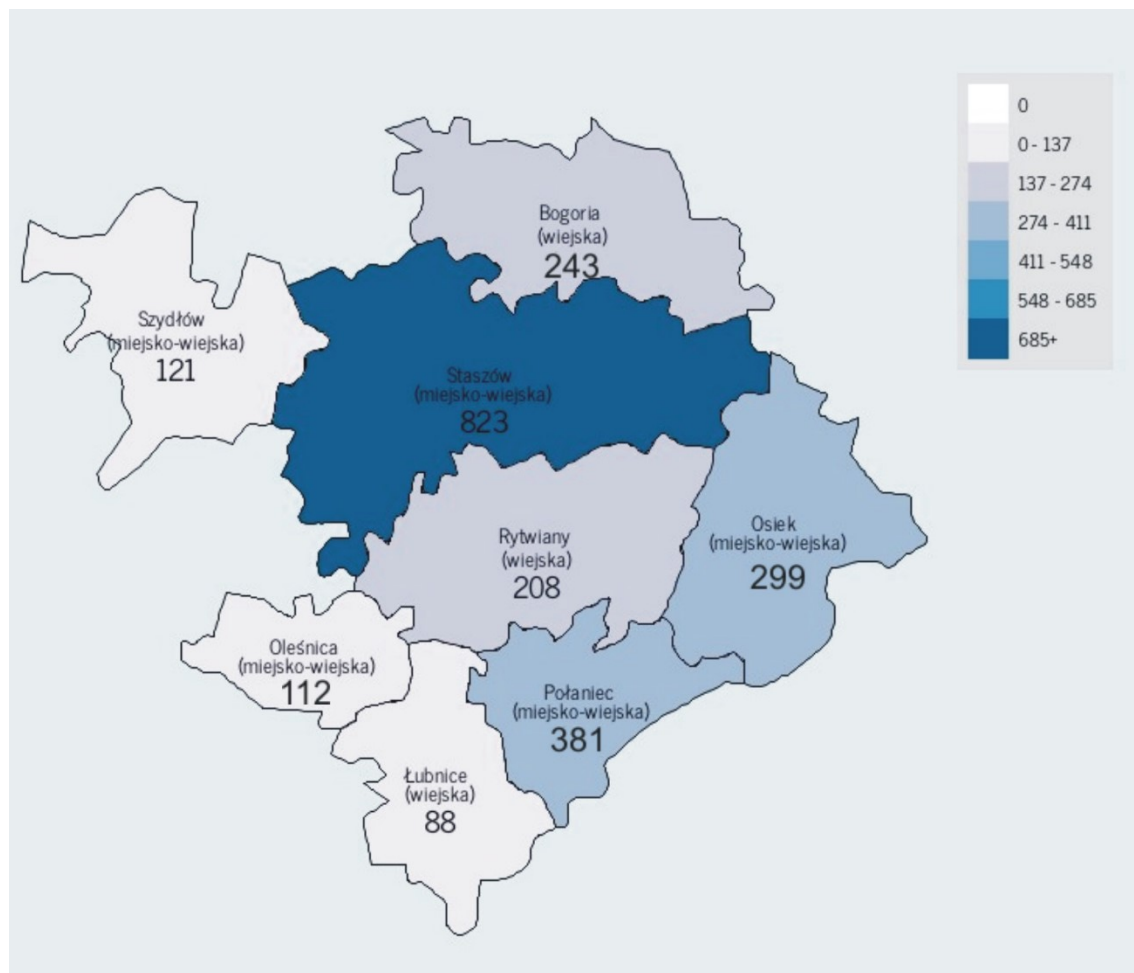 0
0 - 137
137 - 274
274 - 411
411 - 548
548 - 685
685+
Bogoria
(wiejska)
243
Szydłów
(miejsko-wiejska)
121
Staszów
(miejsko-wiejska)
823
Osiek
(miejsko-wiejska)
299
Rytwiany
(wiejska)
208
Oleśnica
(miejsko-wiejska)
112
Połaniec
(miejsko-wiejska)
381
Łubnice
(wiejska)
88